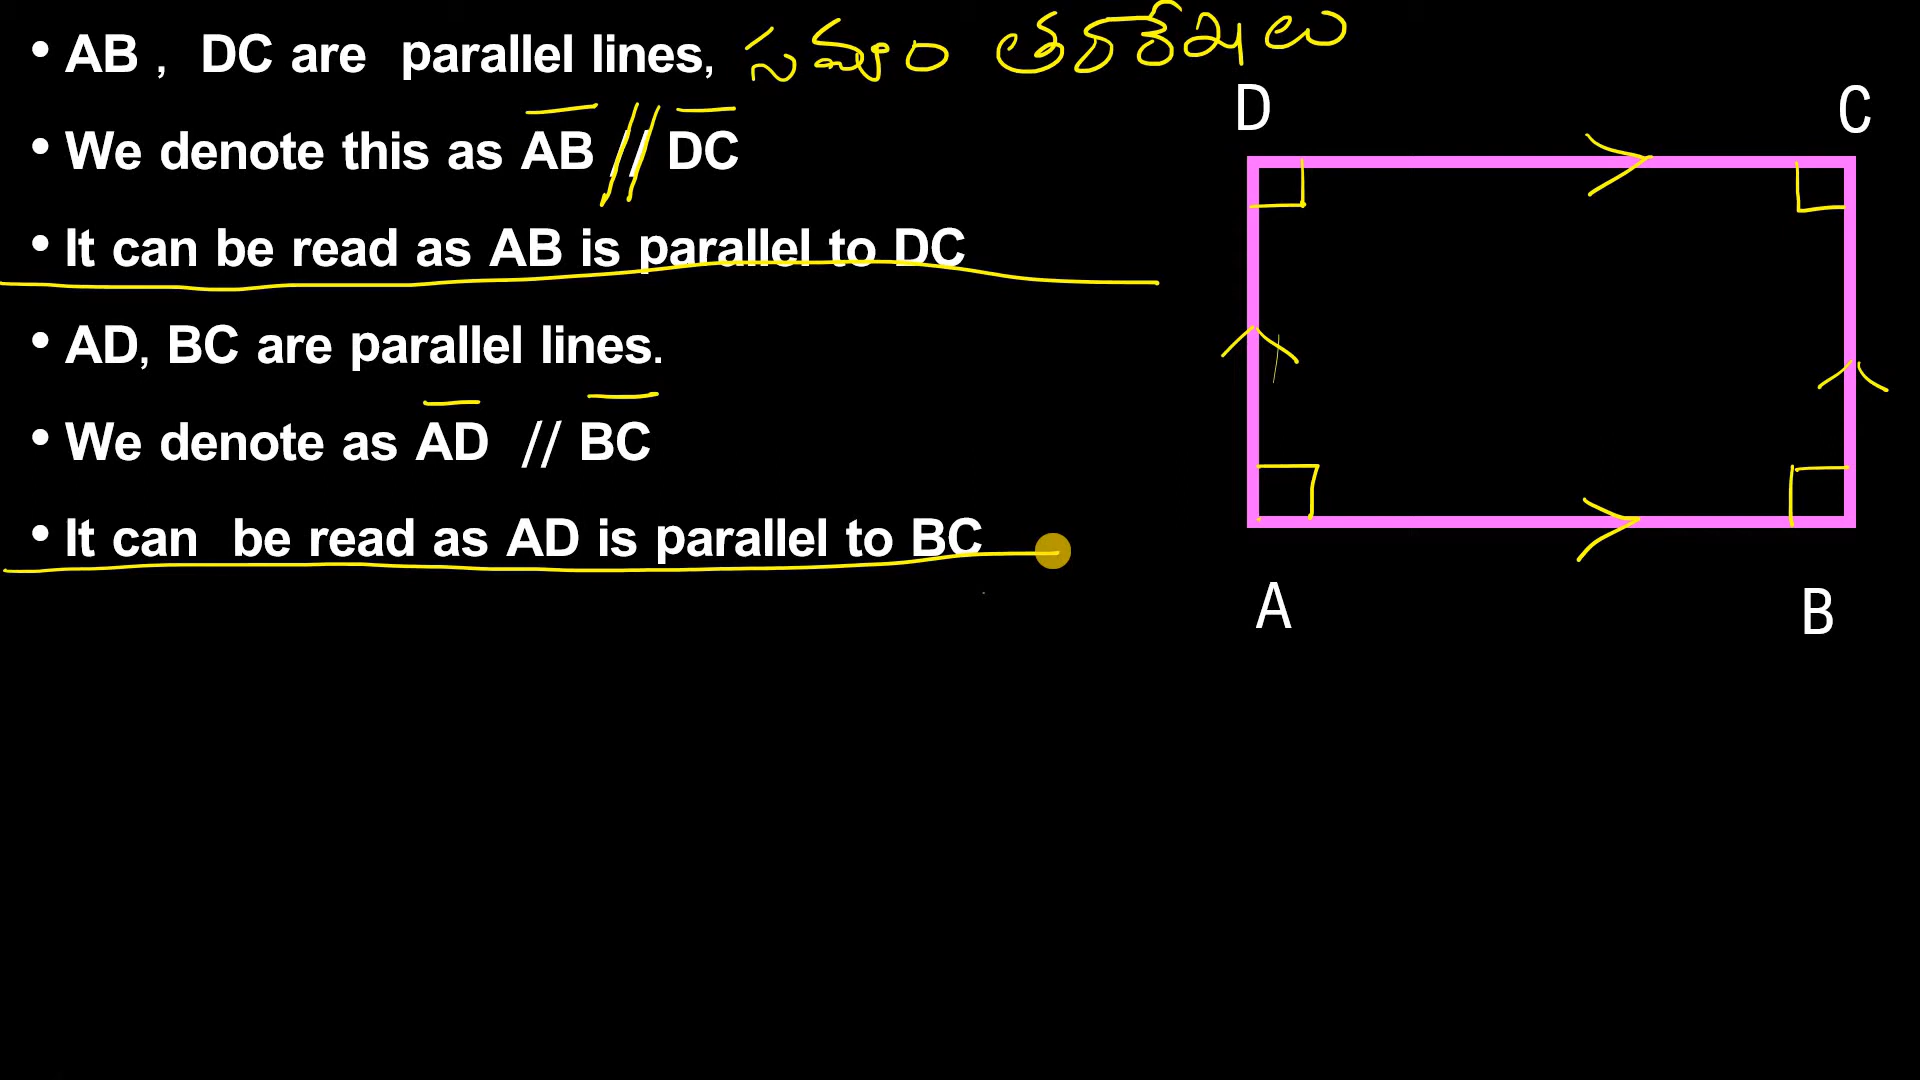 • AB , DC are parallel lines, సమాంతరరేఖలు
• We denote this as AB // DC
• It can be read as AB is parallel to DC
• AD, BC are parallel lines.
• We denote as AD // BC
• It can be read as AD is parallel to BC
D C
A B